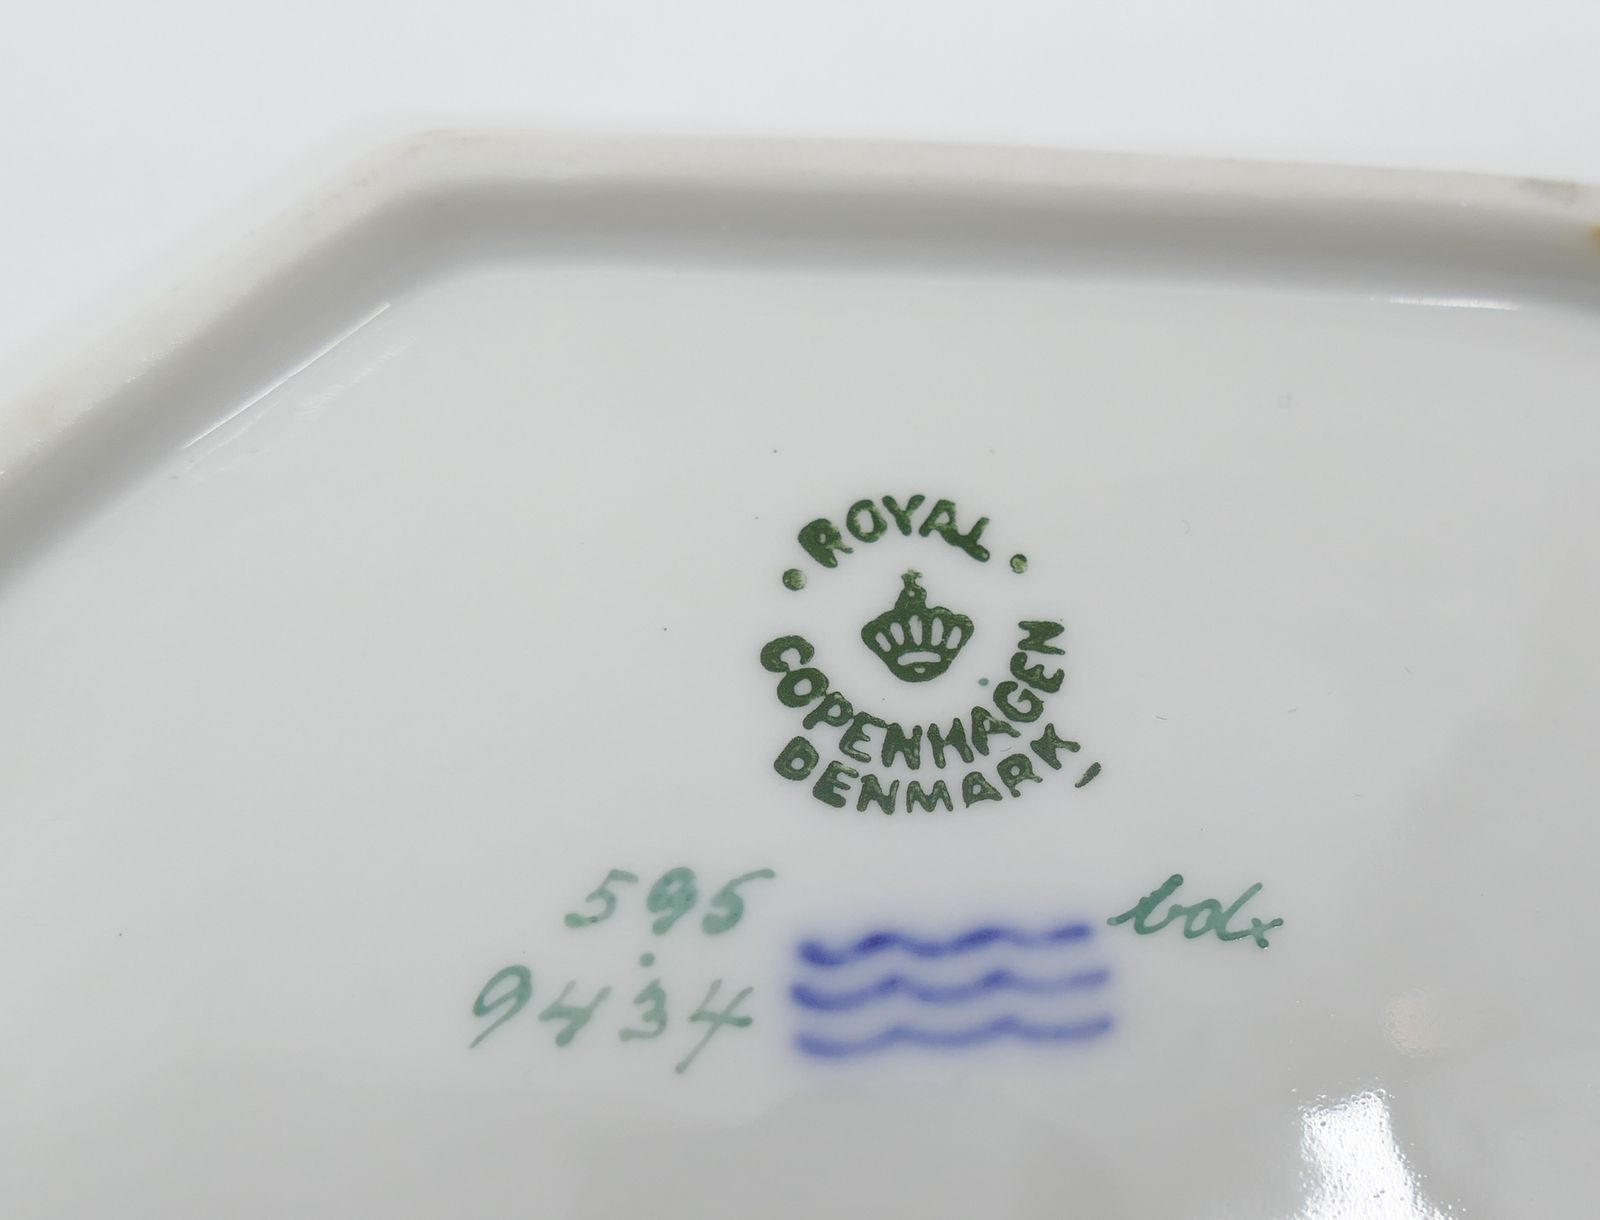 ROYAL
COPENHAGEN
DENMARK
595
9434